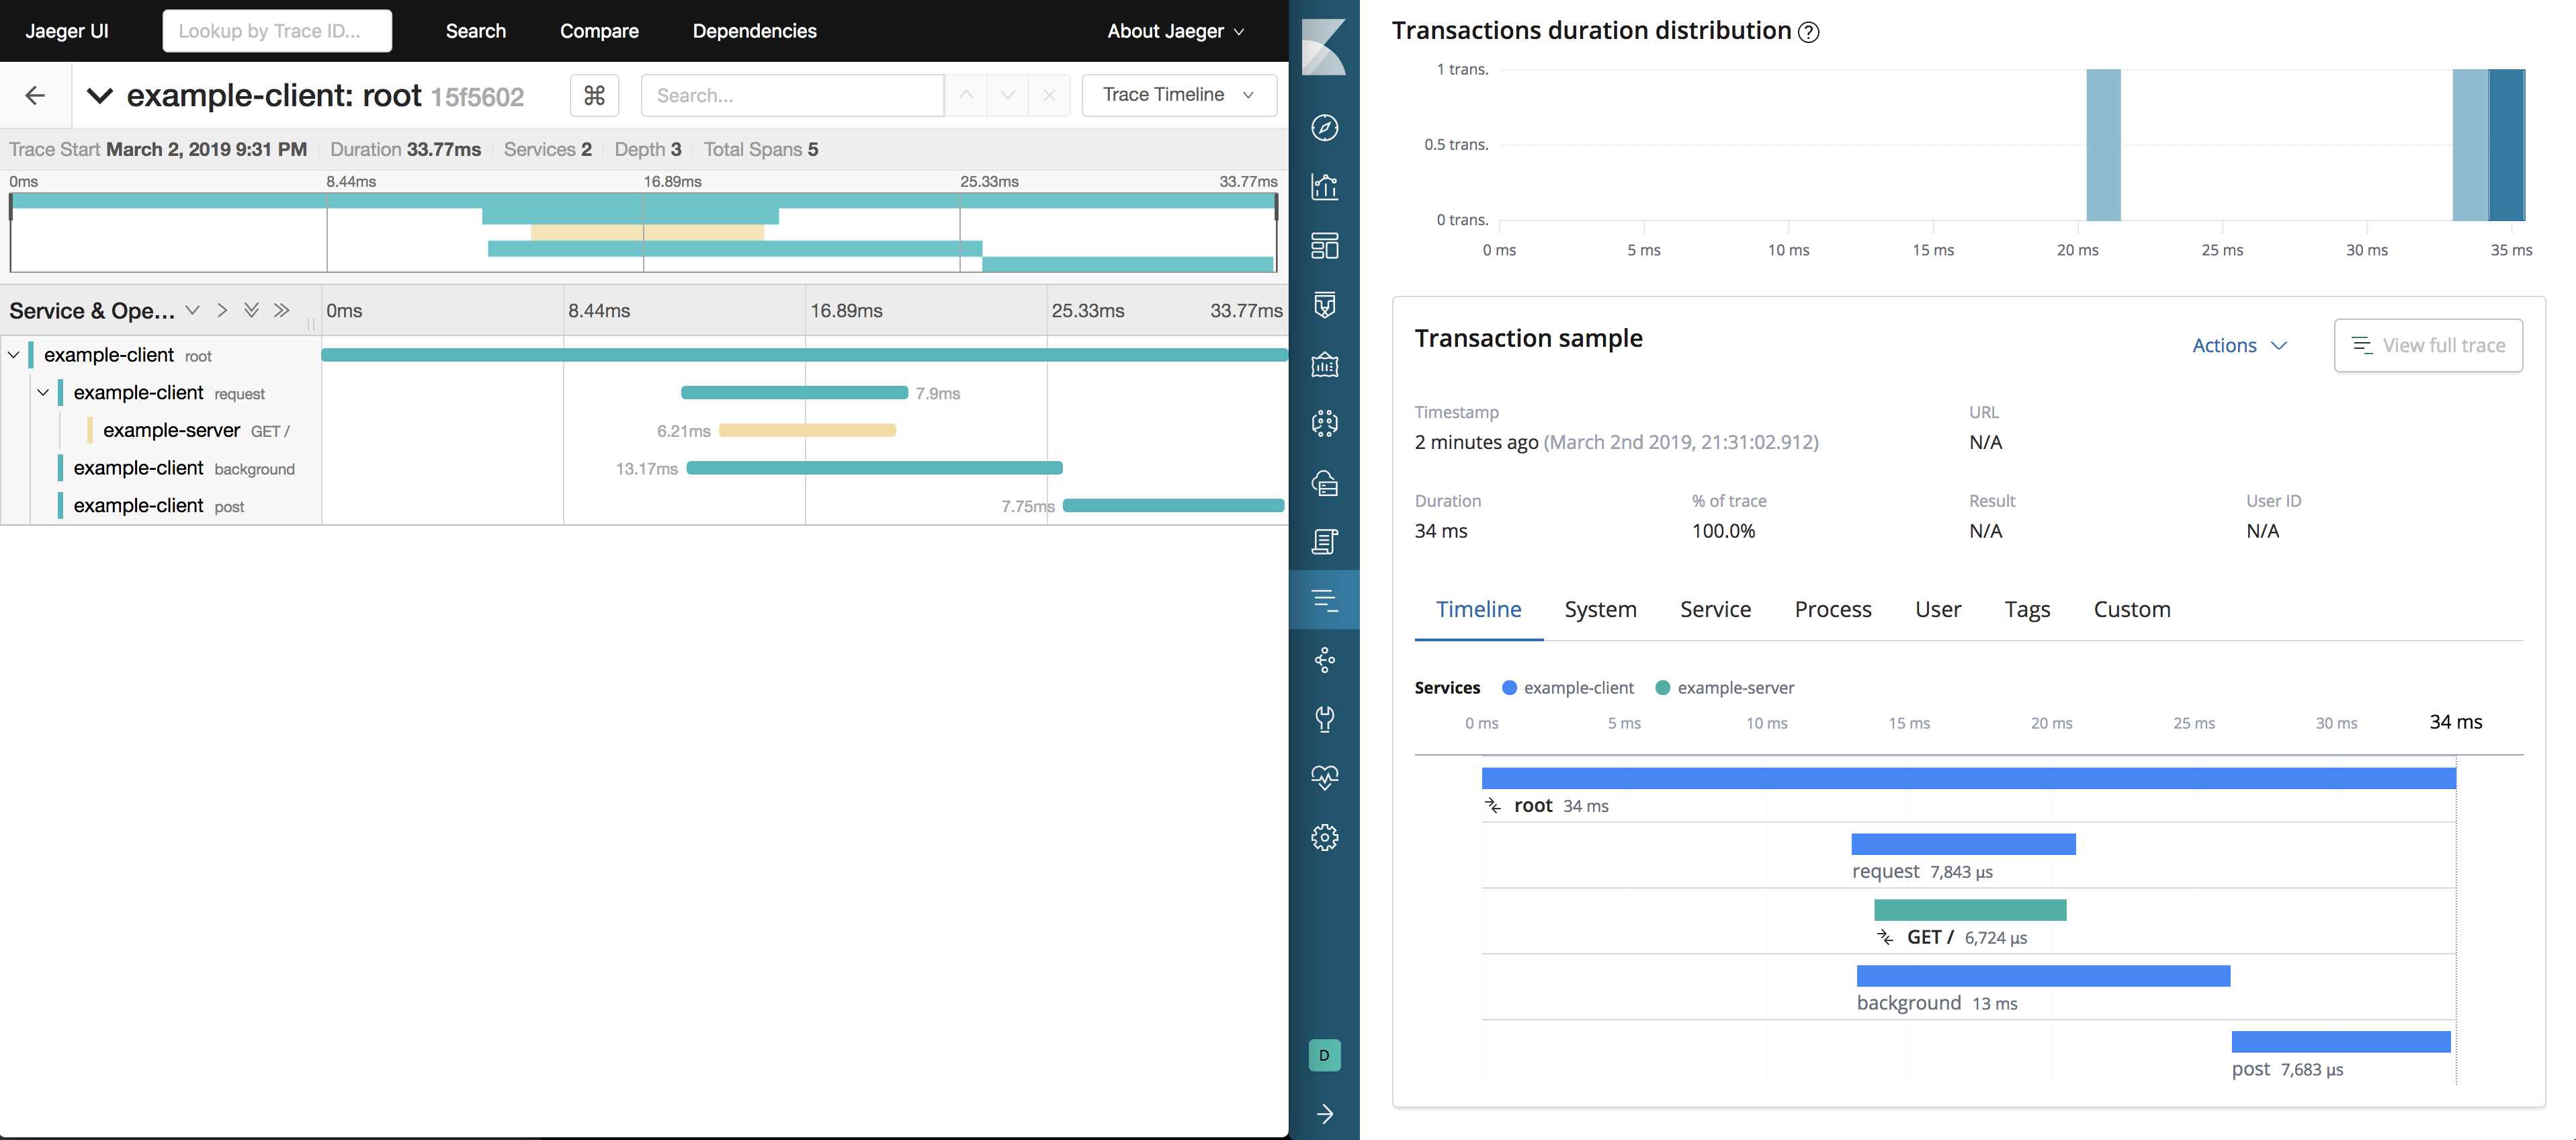 Jaeger UI
Lookup by Trace ID...
Search
Compare
Dependencies
About Jaeger
example-client: root 15f5602
⌘
Search...
Trace Timeline
Trace Start March 2, 2019 9:31 PM
Duration 33.77ms
Services 2
Depth 3
Total Spans 5
0ms 8.44ms 16.89ms 25.33ms 33.77ms
Service & Ope...
0ms 8.44ms 16.89ms 25.33ms 33.77ms
example-client root
example-client request
7.9ms
example-server GET /
6.21ms
example-client background
13.17ms
example-client post
7.75ms
D
Transactions duration distribution ?
1 trans.
0.5 trans.
0 trans.
0 ms 5 ms 10 ms 15 ms 20 ms 25 ms 30 ms 35 ms
Transaction sample
Actions
View full trace
Timestamp
2 minutes ago (March 2nd 2019, 21:31:02.912)
URL
N/A
Duration
34 ms
% of trace
100.0%
Result
N/A
User ID
N/A
Timeline System Service Process User Tags Custom
Services example-client example-server
0 ms 5 ms 10 ms 15 ms 20 ms 25 ms 30 ms 34 ms
root 34 ms
request 7,843 μs
GET / 6,724 μs
background 13 ms
post 7,683 μs